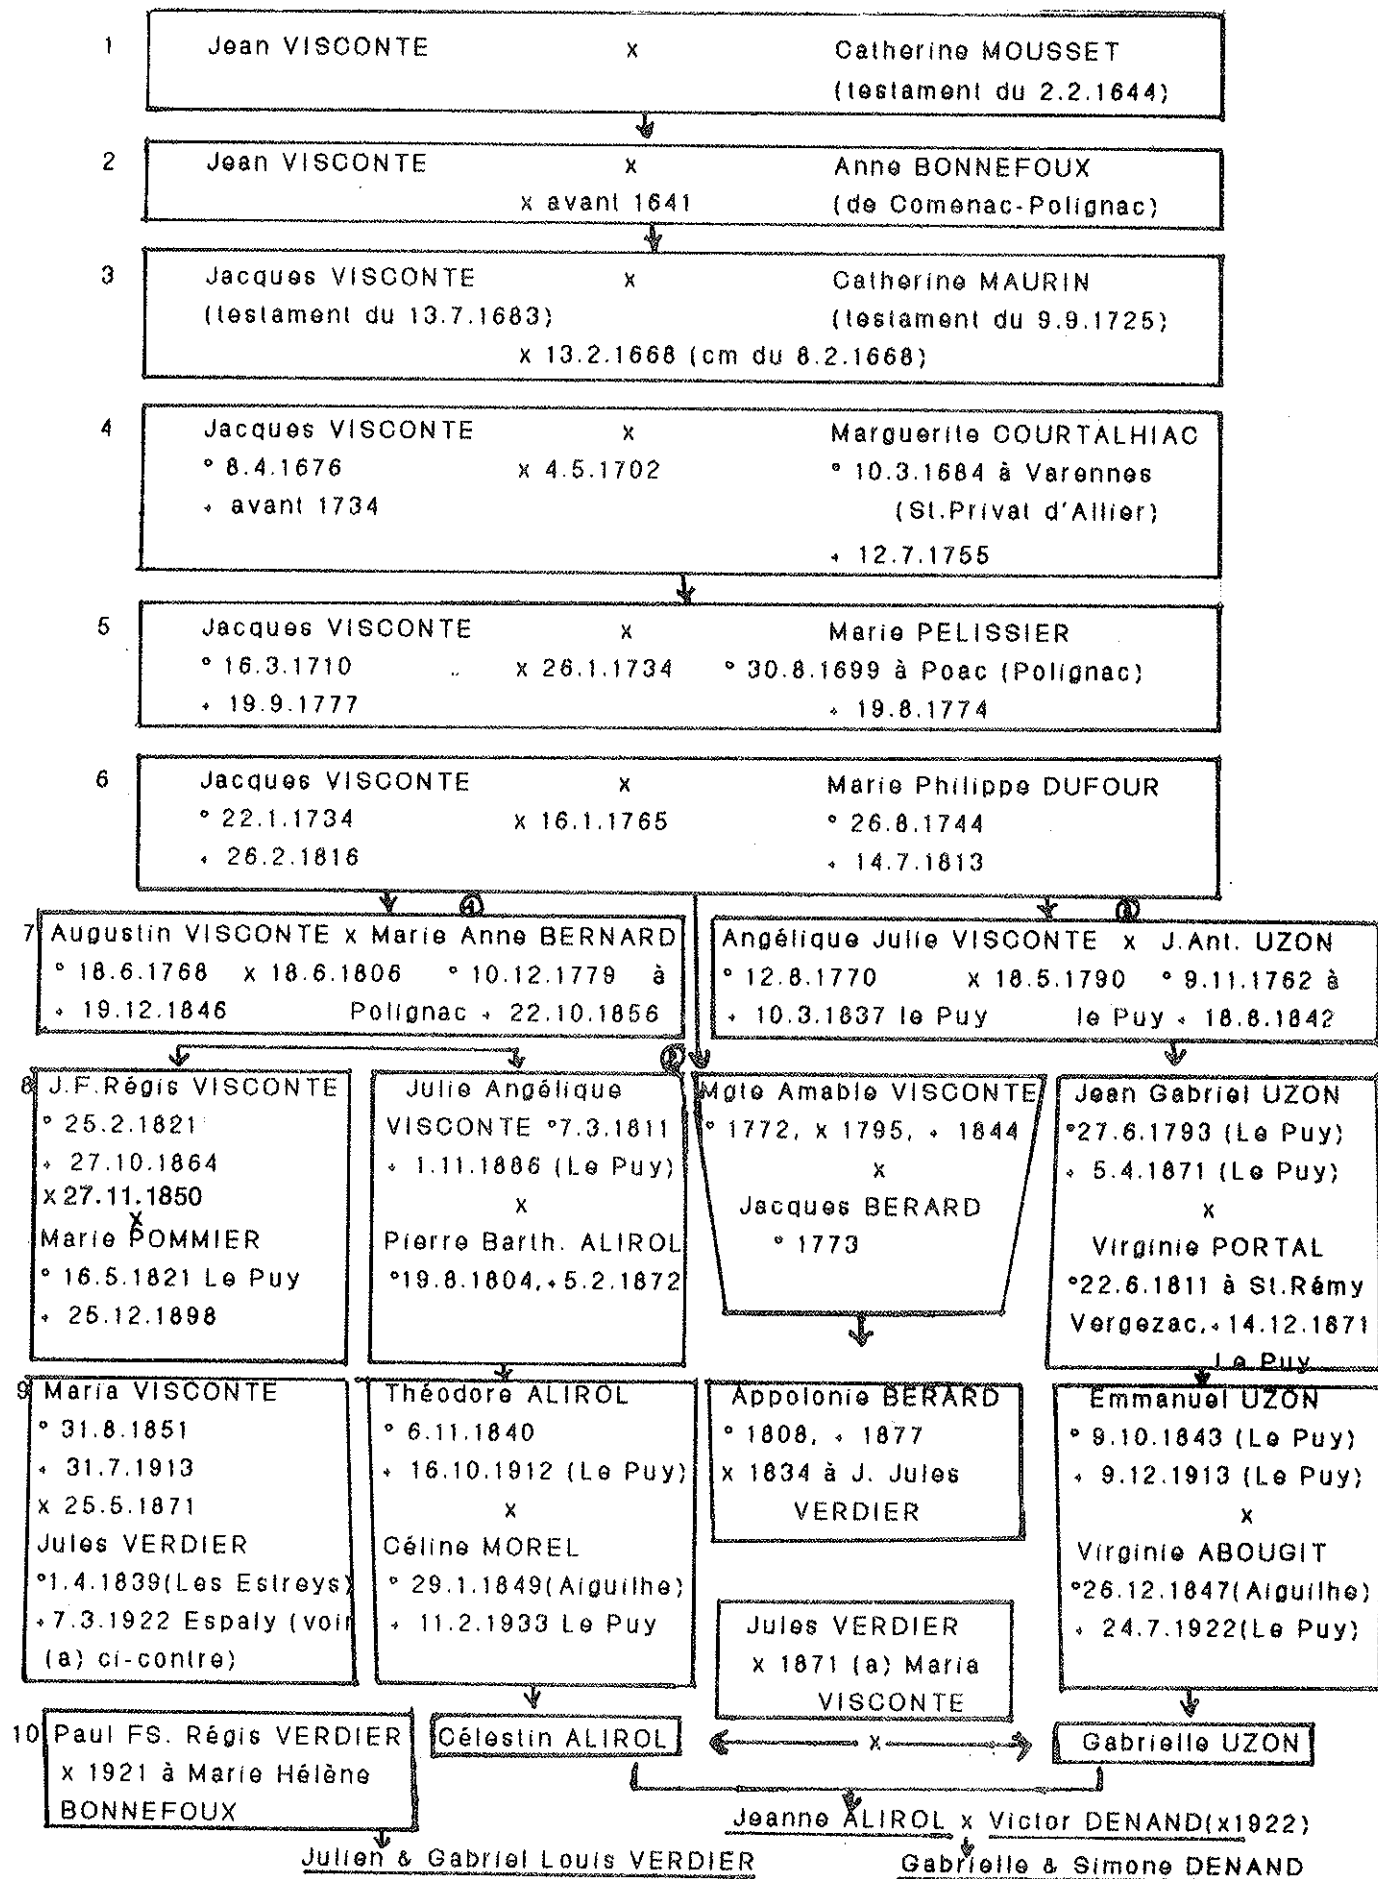 1 Jean VISCONTE x Catherine MOUSSET
(testament du 2.2.1644)
2 Jean VISCONTE x Anne BONNEFOUX
x avant 1641 (de Comenac-Polignac)
3 Jacques VISCONTE x Catherine MAURIN
(testament du 13.7.1683) (testament du 9.9.1725)
x 13.2.1668 (cm du 8.2.1668)
4 Jacques VISCONTE x Marguerite COURTALHIAC
° 8.4.1676 x 4.5.1702 ° 10.3.1684 à Varennes
+ avant 1734 (St.Privat d'Allier)
+ 12.7.1755
5 Jacques VISCONTE x Marie PELISSIER
° 16.3.1710 x 26.1.1734 ° 30.8.1699 à Poac (Polignac)
+ 19.9.1777 + 19.8.1774
6 Jacques VISCONTE x Marie Philippe DUFOUR
° 22.1.1734 x 16.1.1765 ° 26.8.1744
+ 26.2.1816 + 14.7.1813
7 Augustin VISCONTE x Marie Anne BERNARD
° 18.6.1768 x 18.6.1806 ° 10.12.1779 à
+ 19.12.1846 Polignac + 22.10.1856
Angélique Julie VISCONTE x J.Ant. UZON
° 12.8.1770 x 18.5.1790 ° 9.11.1762 à
+ 10.3.1837 le Puy le Puy + 18.8.1842
8 J.F.Régis VISCONTE
° 25.2.1821
+ 27.10.1864
x 27.11.1850
x
Marie POMMIER
° 16.5.1821 Le Puy
+ 25.12.1898
Julie Angélique
VISCONTE °7.3.1811
+ 1.11.1886 (Le Puy)
x
Pierre Barth. ALIROL
°19.8.1804,+5.2.1872
Mgte Amable VISCONTE
° 1772, x 1795, + 1844
x
Jacques BERARD
° 1773
Jean Gabriel UZON
°27.6.1793 (Le Puy)
+ 5.4.1871 (Le Puy)
x
Virginie PORTAL
°22.6.1811 à St.Rémy
Vergezac,+14.12.1871
Le Puy
9 Maria VISCONTE
° 31.8.1851
+ 31.7.1913
x 25.5.1871
Jules VERDIER
°1.4.1839(Les Estreys)
+7.3.1922 Espaly (voir
(a) ci-contre)
Théodore ALIROL
° 6.11.1840
+ 16.10.1912 (Le Puy)
x
Céline MOREL
° 29.1.1849(Aiguilhe)
+ 11.2.1933 Le Puy
Appolonie BERARD
° 1808, + 1877
x 1834 à J. Jules
VERDIER
Jules VERDIER
x 1871 (a) Maria
VISCONTE
Emmanuel UZON
° 9.10.1843 (Le Puy)
+ 9.12.1913 (Le Puy)
x
Virginie ABOUGIT
°26.12.1847(Aiguilhe)
+ 24.7.1922(Le Puy)
10 Paul FS. Régis VERDIER
x 1921 à Marie Hélène
BONNEFOUX
Célestin ALIROL x Gabrielle UZON
Jeanne ALIROL x Victor DENAND(x1922)
Julien & Gabriel Louis VERDIER
Gabrielle & Simone DENAND